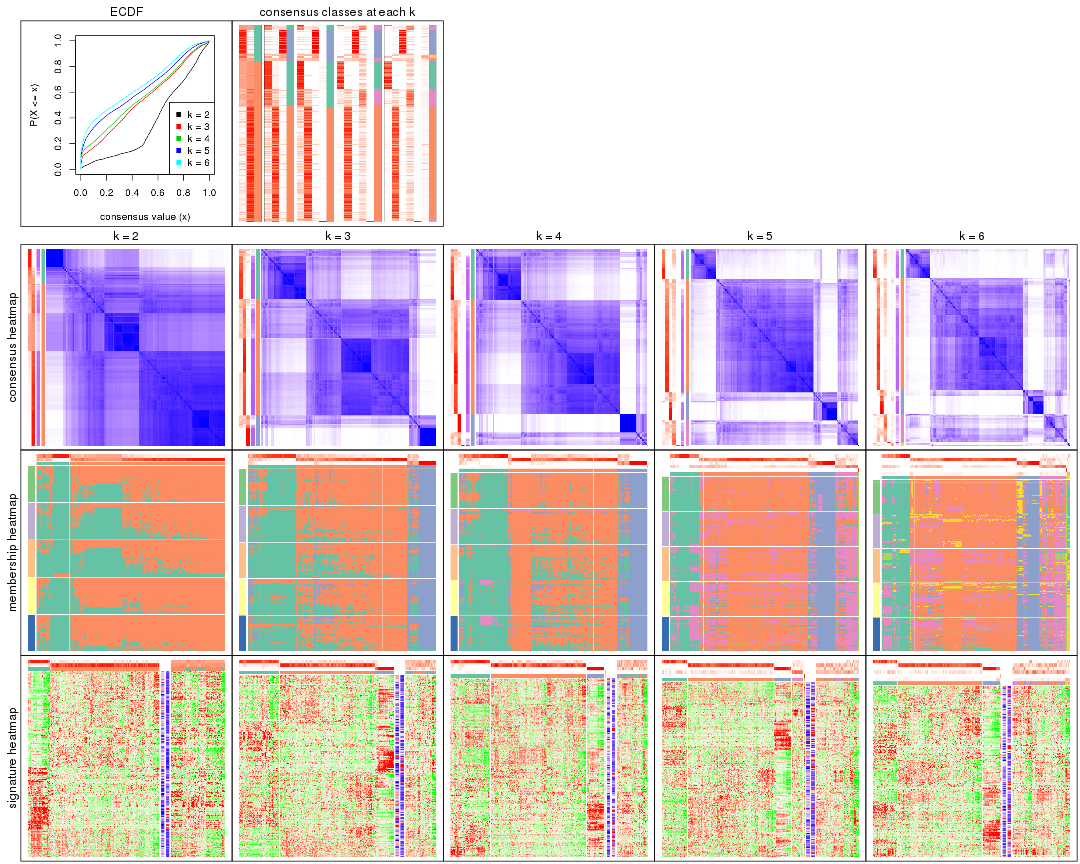 ECDF
consensus classes at each k
P(X <= x)
0.0 0.2 0.4 0.6 0.8 1.0
k = 2
k = 3
k = 4
k = 5
k = 6
0.0 0.2 0.4 0.6 0.8 1.0
consensus value (x)
k = 2
k = 3
k = 4
k = 5
k = 6
consensus heatmap
membership heatmap
signature heatmap